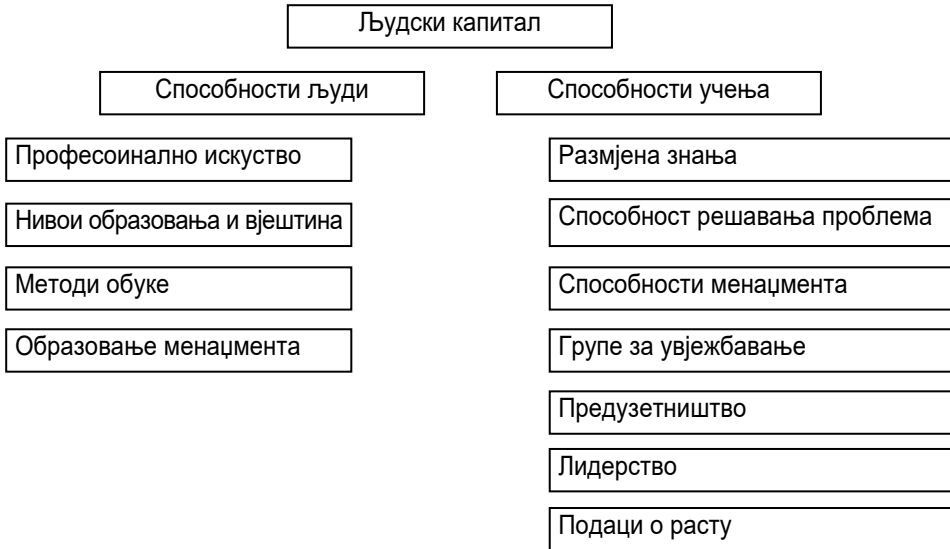 Људски капитал
Способности људи
Способности учења
Професоинално искуство
Нивои образовања и вјештина
Методи обуке
Образовање менаџмента
Размјена знања
Способност решавања проблема
Способности менаџмента
Групе за увјежбавање
Предузетништво
Лидерство
Подаци о расту